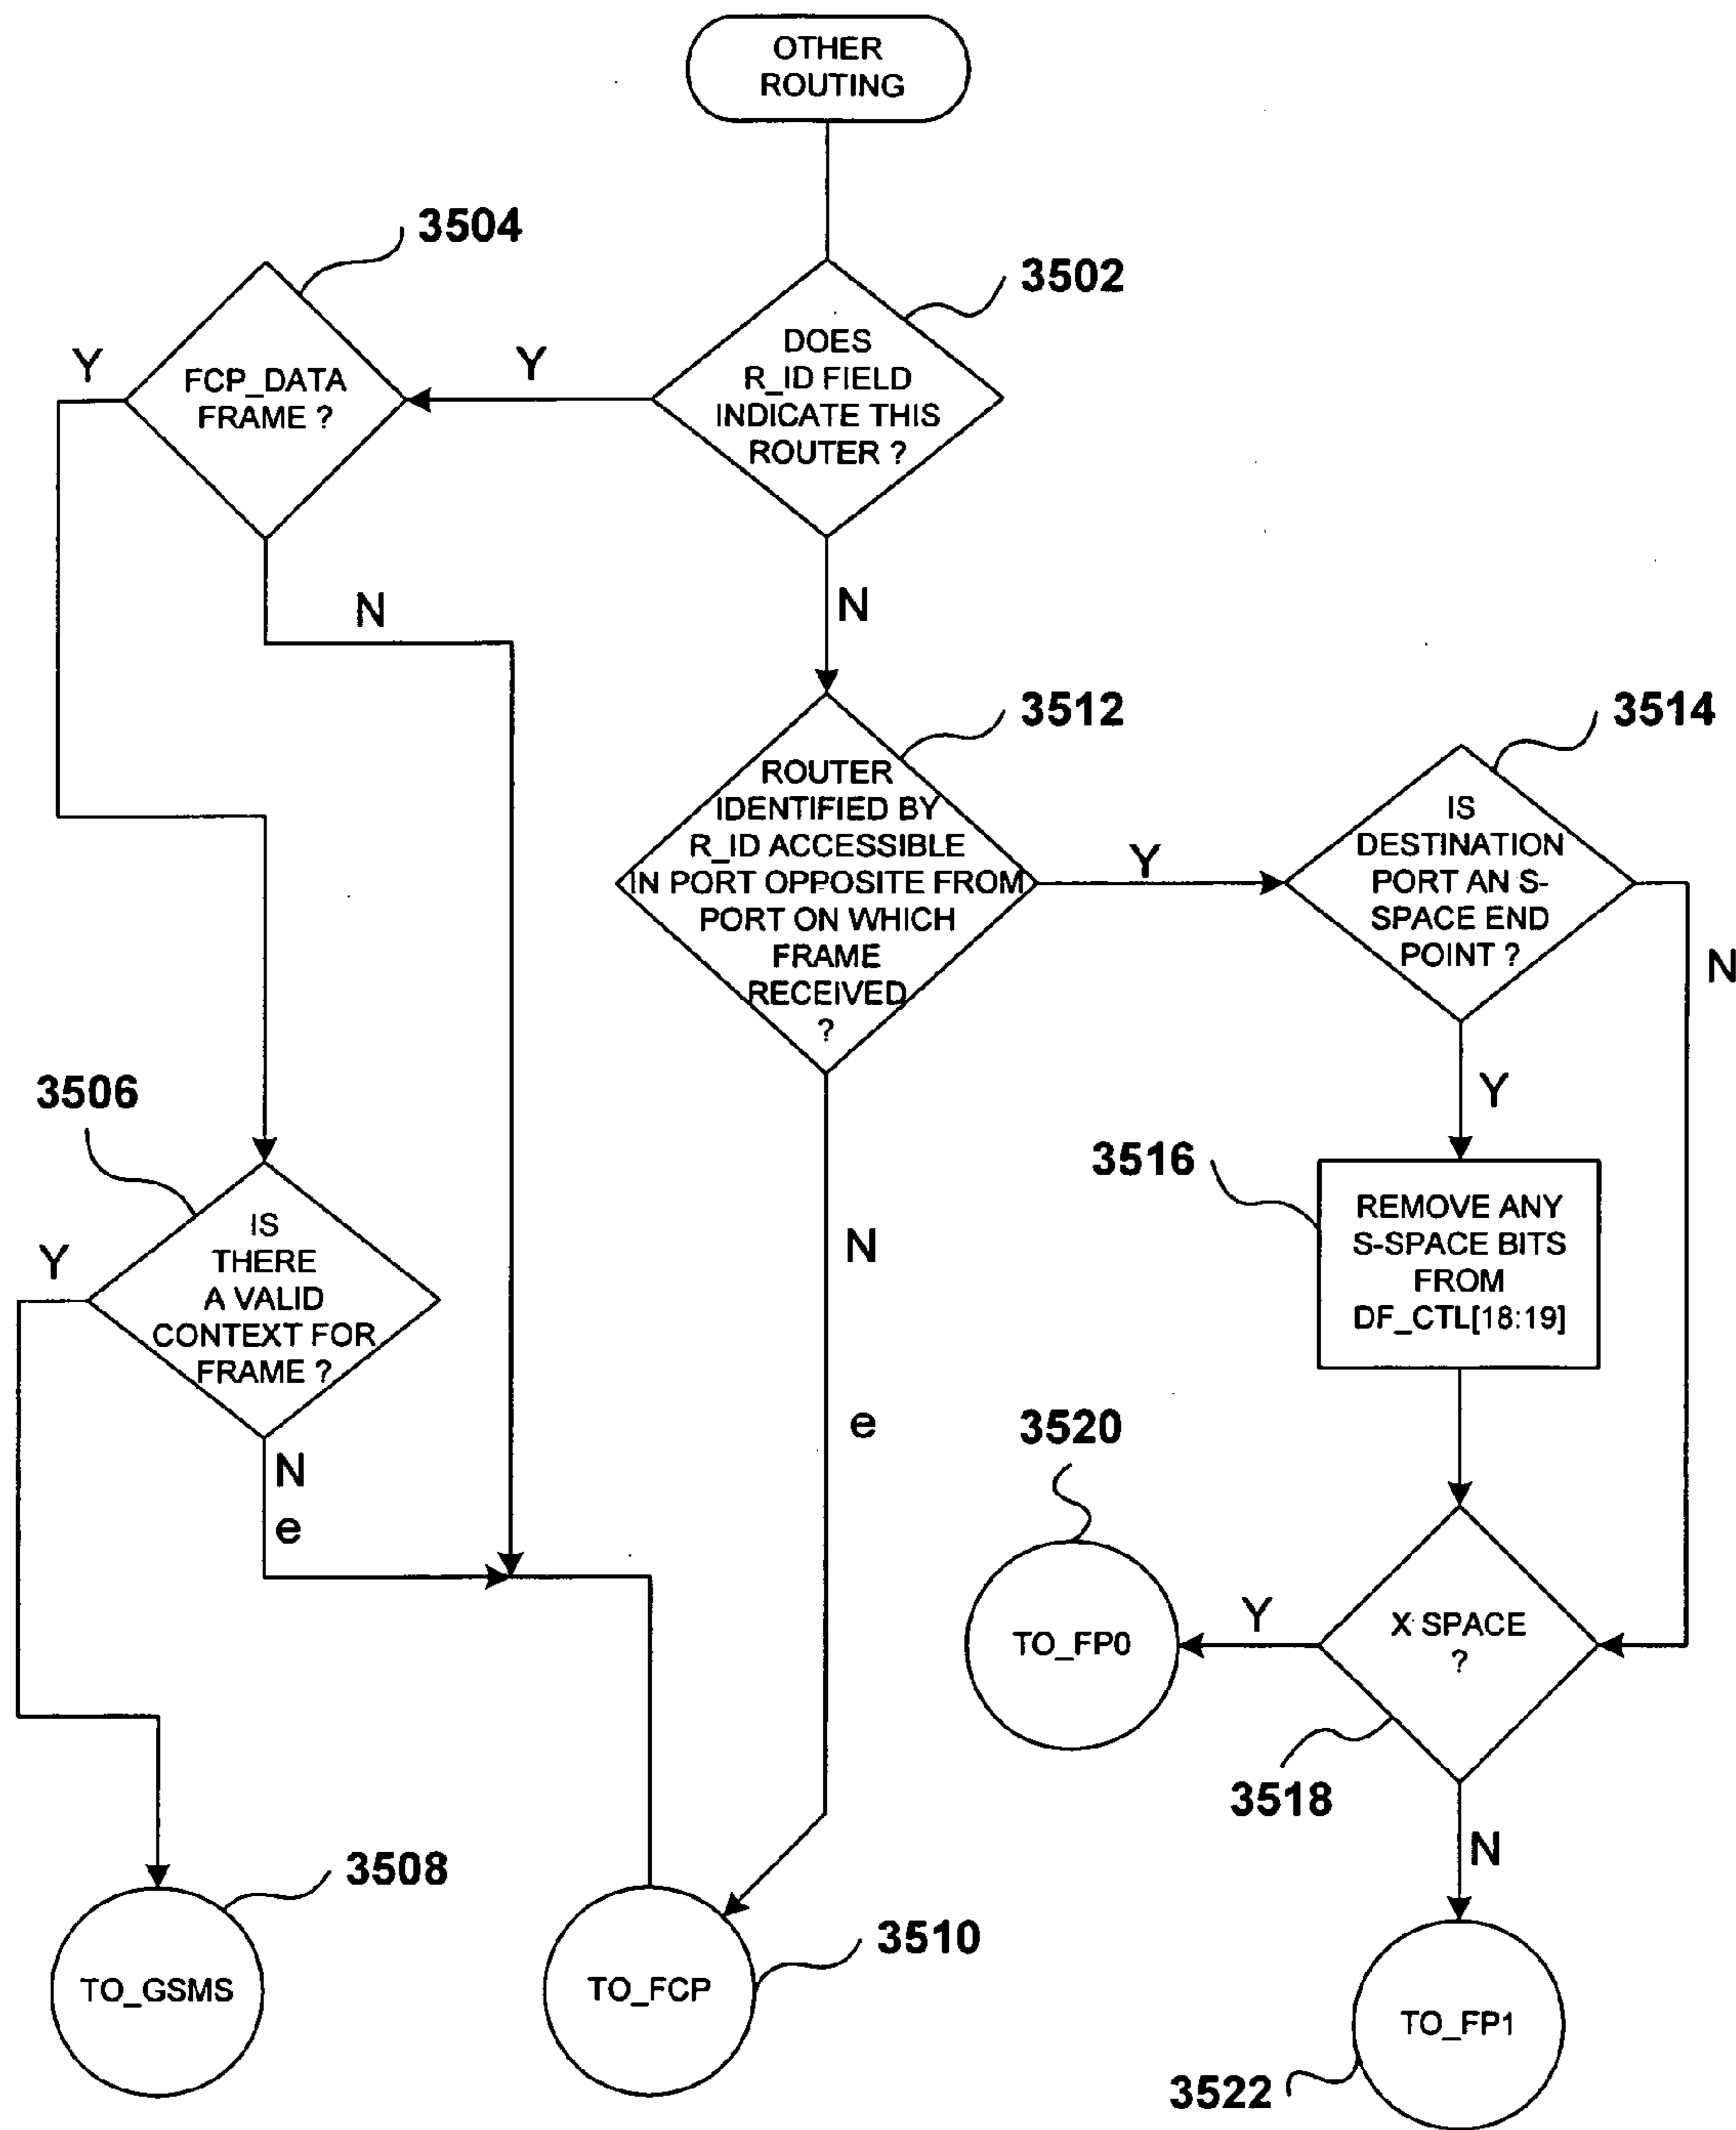 OTHER
ROUTING
3504
3502
DOES
R_ID FIELD
INDICATE THIS
ROUTER ?
Y
FCP_DATA
FRAME ?
Y
N
N
3512
3514
ROUTER
IDENTIFIED BY
R_ID ACCESSIBLE
IN PORT OPPOSITE FROM
PORT ON WHICH
FRAME
RECEIVED
?
Y
IS
DESTINATION
PORT AN S-
SPACE END
POINT ?
N
Y
3506
IS
THERE
A VALID
CONTEXT FOR
FRAME ?
Y
N
e
N
e
3516
REMOVE ANY
S-SPACE BITS
FROM
DF_CTL[18:19]
3520
TO_FP0
Y
X SPACE
?
3518
N
3508
TO_GSMS
3510
TO_FCP
TO_FP1
3522